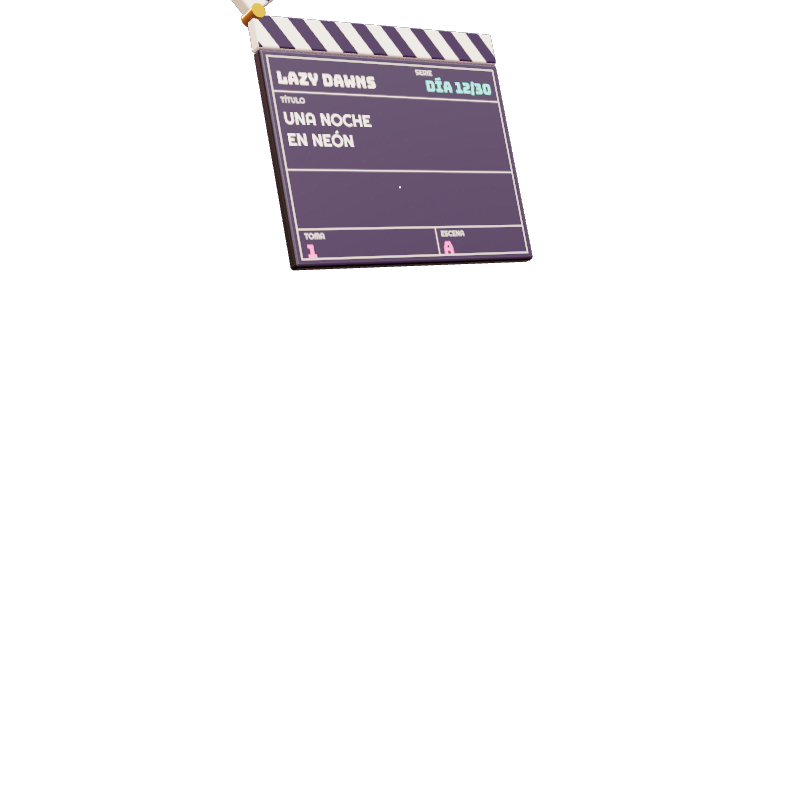 LAZY DAWNS
SERIE
DÍA 12/30
TÍTULO
UNA NOCHE
EN NEÓN
TOMA
1
ESCENA
A